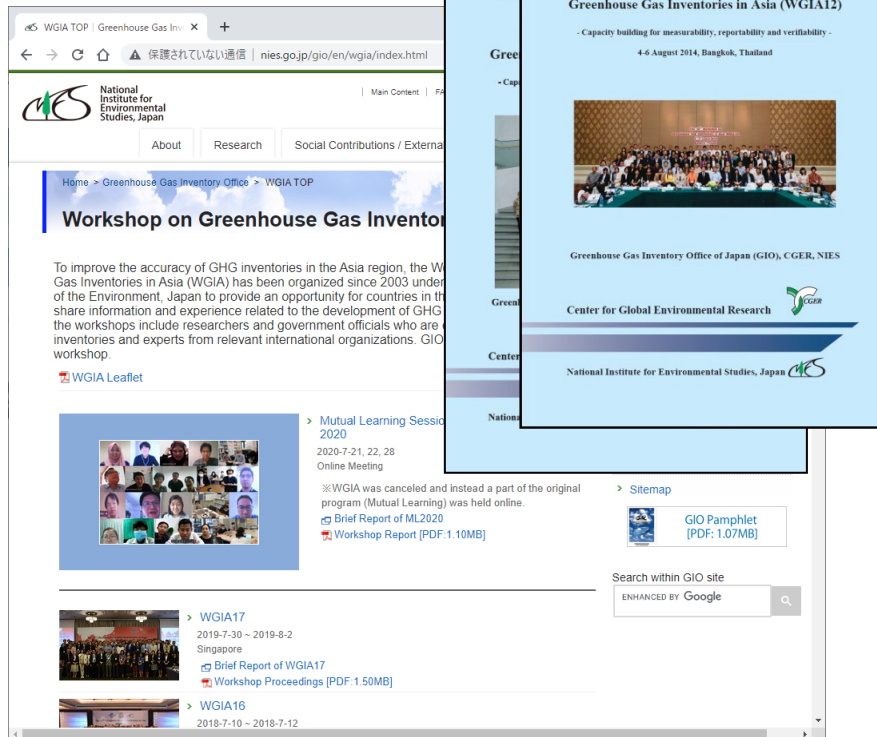 WGIA TOP | Greenhouse Gas Inv
保護されていない通信 | nies.go.jp/gio/en/wgia/index.html
National
Institute for
Environmental
Studies, Japan
Main Content | FA
About Research Social Contributions / Externa
Home > Greenhouse Gas Inventory Office > WGIA TOP
Workshop on Greenhouse Gas Inventor
To improve the accuracy of GHG inventories in the Asia region, the W
Gas Inventories in Asia (WGIA) has been organized since 2003 under
of the Environment, Japan to provide an opportunity for countries in th
share information and experience related to the development of GHG
the workshops include researchers and government officials who are
inventories and experts from relevant international organizations. GIO
workshop.
WGIA Leaflet
Mutual Learning Sessio
2020
2020-7-21, 22, 28
Online Meeting
※WGIA was canceled and instead a part of the original
program (Mutual Learning) was held online.
Brief Report of ML2020
Workshop Report [PDF:1.10MB]
WGIA17
2019-7-30 ~ 2019-8-2
Singapore
Brief Report of WGIA17
Workshop Proceedings [PDF:1.50MB]
WGIA16
2018-7-10 ~ 2018-7-12
Sitemap
GIO Pamphlet
[PDF: 1.07MB]
Search within GIO site
ENHANCED BY Google
Gree
- Cap
Green
Center
Nationa
Greenhouse Gas Inventories in Asia (WGIA12)
- Capacity building for measurability, reportability and verifiability -
4-6 August 2014, Bangkok, Thailand
Greenhouse Gas Inventory Office of Japan (GIO), CGER, NIES
Center for Global Environmental Research CGER
National Institute for Environmental Studies, Japan NIES